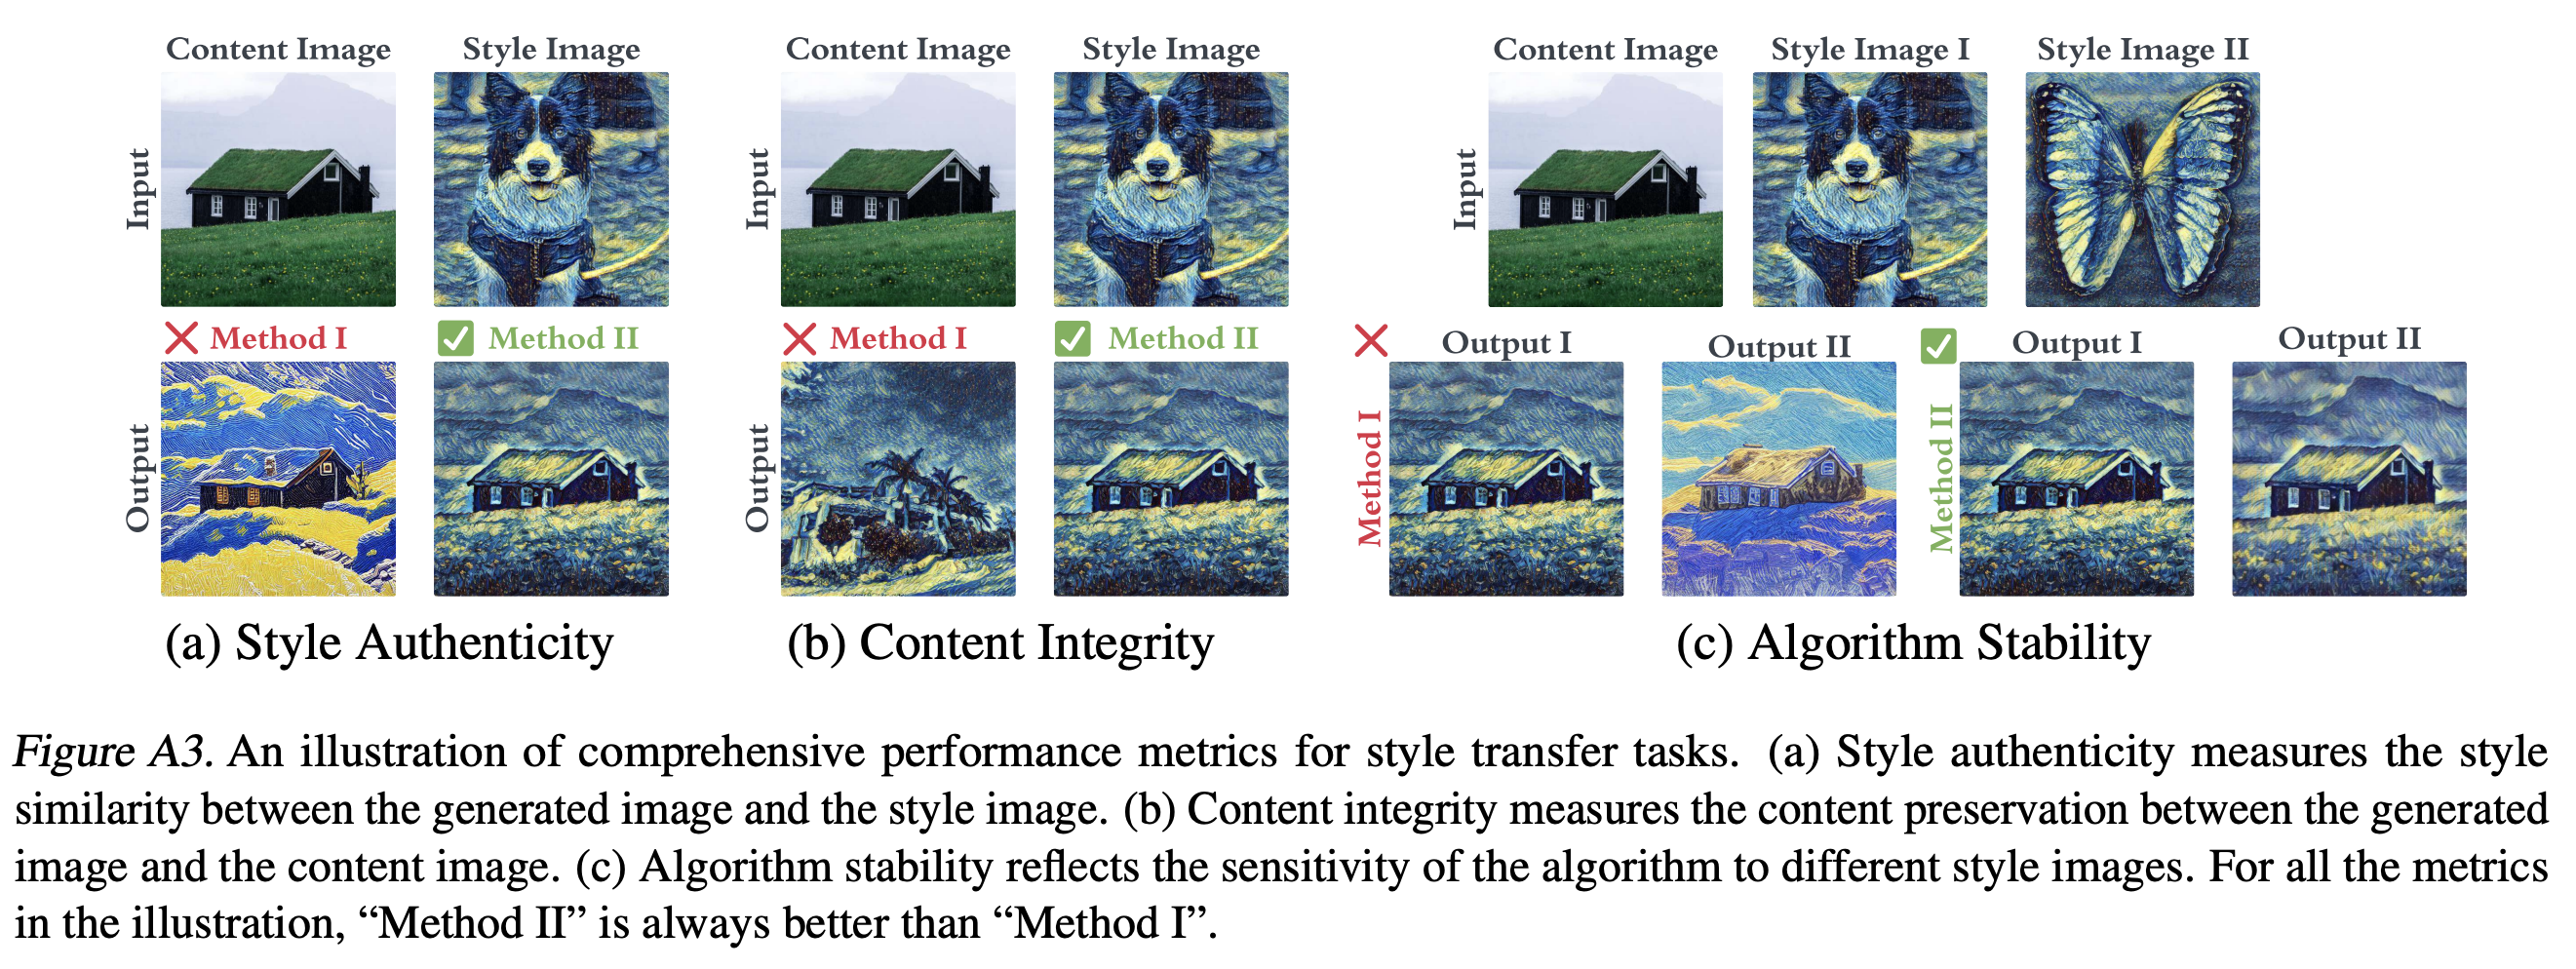 Content Image
Style Image
Input
Method I
Method II
Output
(a) Style Authenticity
Content Image
Style Image
Input
Method I
Method II
Output
(b) Content Integrity
Content Image
Style Image I
Style Image II
Input
Method I
Output I
Output II
Method II
Output I
Output II
(c) Algorithm Stability
Figure A3. An illustration of comprehensive performance metrics for style transfer tasks. (a) Style authenticity measures the style
similarity between the generated image and the style image. (b) Content integrity measures the content preservation between the generated
image and the content image. (c) Algorithm stability reflects the sensitivity of the algorithm to different style images. For all the metrics
in the illustration, “Method II” is always better than “Method I”.